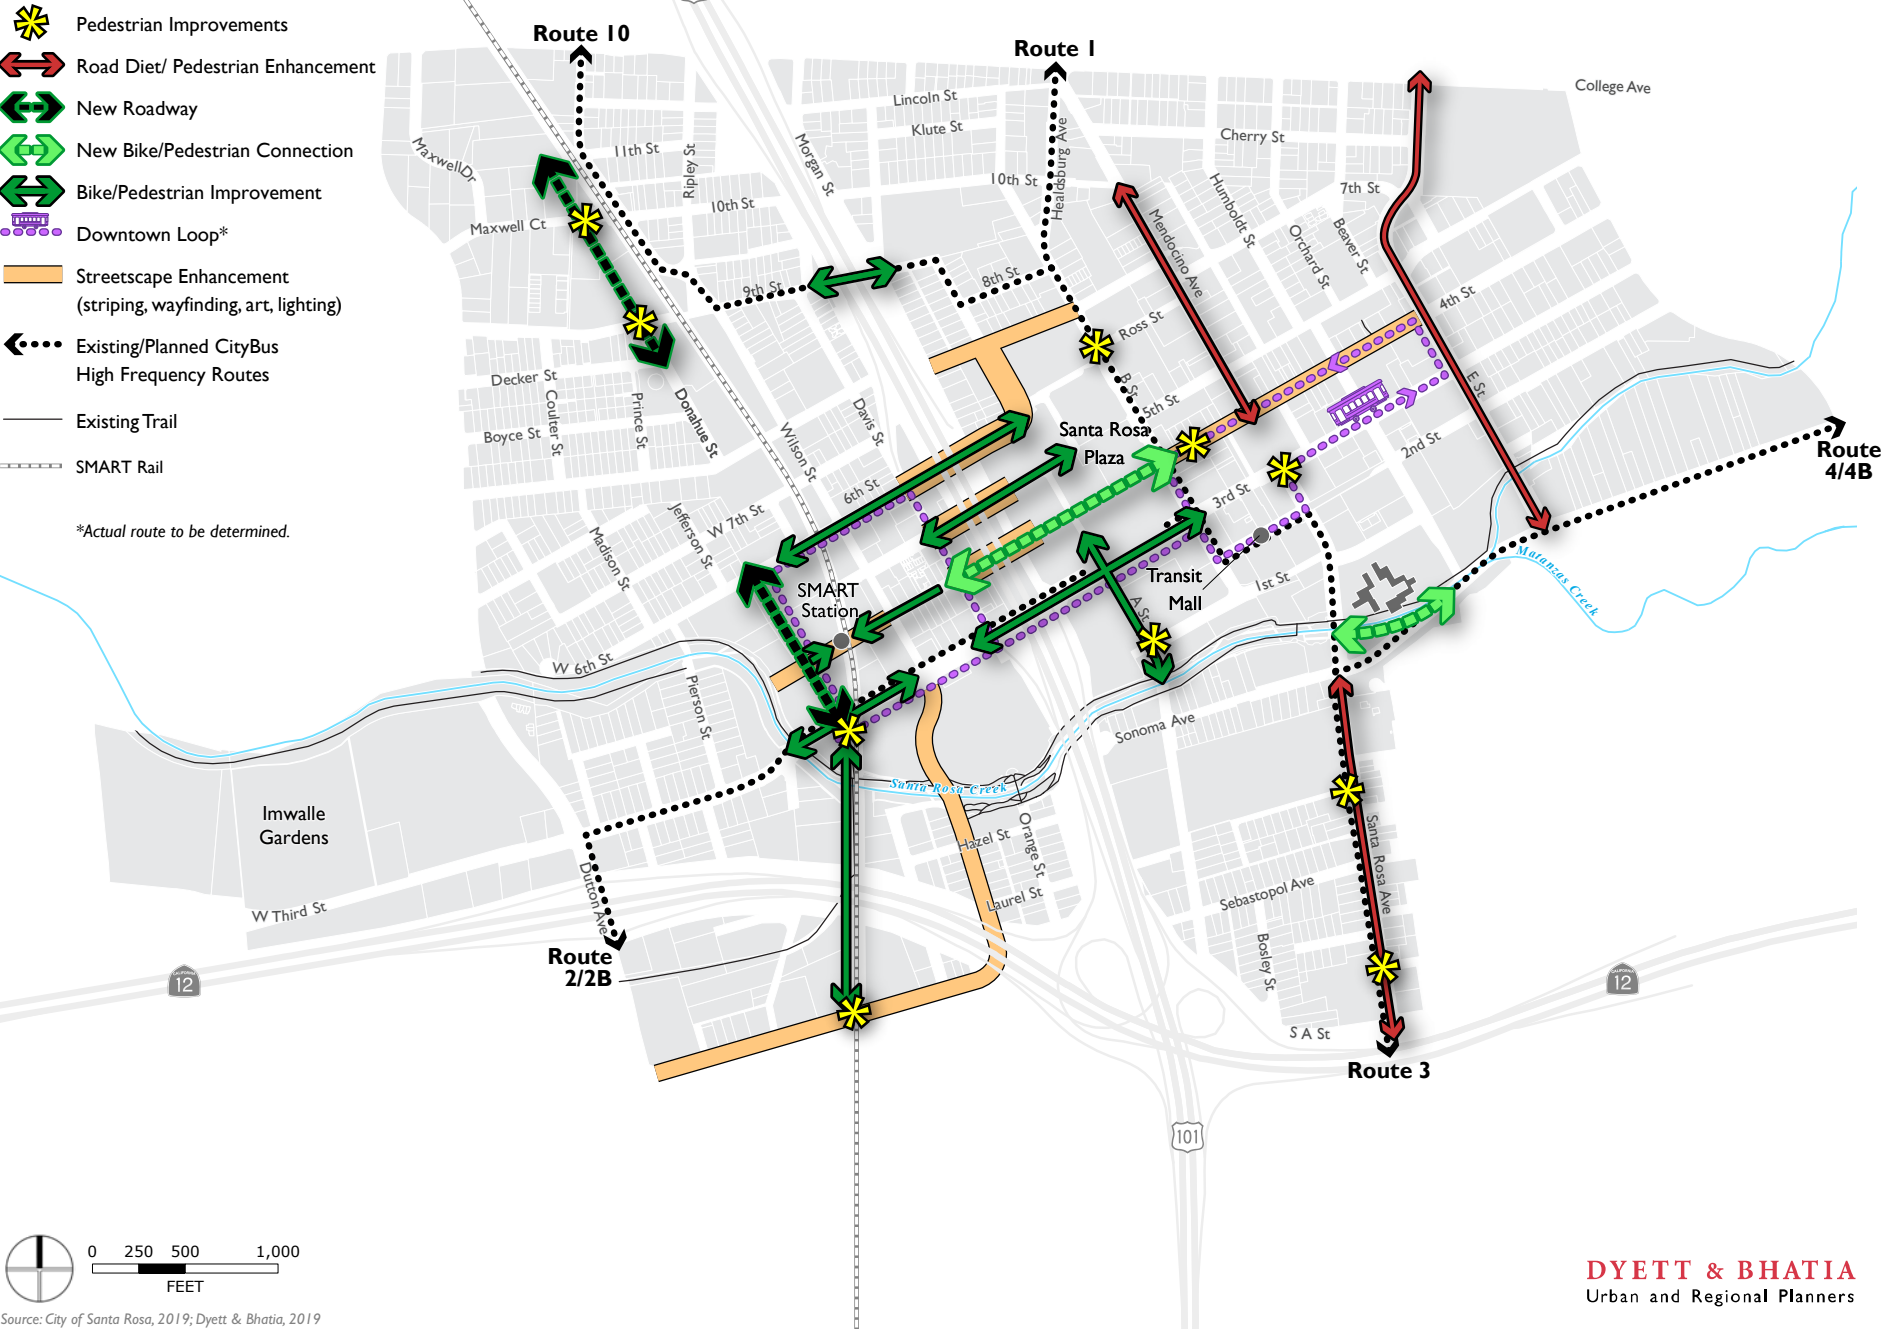 Pedestrian Improvements
Road Diet/ Pedestrian Enhancement
New Roadway
New Bike/Pedestrian Connection
Bike/Pedestrian Improvement
Downtown Loop*
Streetscape Enhancement
(striping, wayfinding, art, lighting)
Existing/Planned CityBus
High Frequency Routes
Existing Trail
SMART Rail
*Actual route to be determined.
Route 10
Route 1
College Ave
Lincoln St
Klute St
Cherry St
Morgan St
Healdsburg Ave
11th St
Ripley St
Maxwell Dr
10th St
10th St
7th St
Humboldt St
Mendocino Ave
Orchard St
Beaver St
Maxwell Ct
9th St
8th St
4th St
Ross St
Decker St
Coulter St
Prince St
Donahue St
B St
E St
5th St
Boyce St
Wilson St
Davis St
Santa Rosa
Plaza
2nd St
Route
4/4B
6th St
3rd St
W 7th St
Jefferson St
Madison St
SMART
Station
Transit
Mall
1st St
A St
Matanzas Creek
W 6th St
Pierson St
Sonoma Ave
Santa Rosa Creek
Imwalle
Gardens
Hazel St
Orange St
Santa Rosa Ave
Dutton Ave
Laurel St
Sebastopol Ave
W Third St
Bosley St
Route
2/2B
CALIFORNIA
12
CALIFORNIA
12
S A St
Route 3
101
0 250 500 1,000
FEET
DYETT & BHATIA
Urban and Regional Planners
Source: City of Santa Rosa, 2019; Dyett & Bhatia, 2019